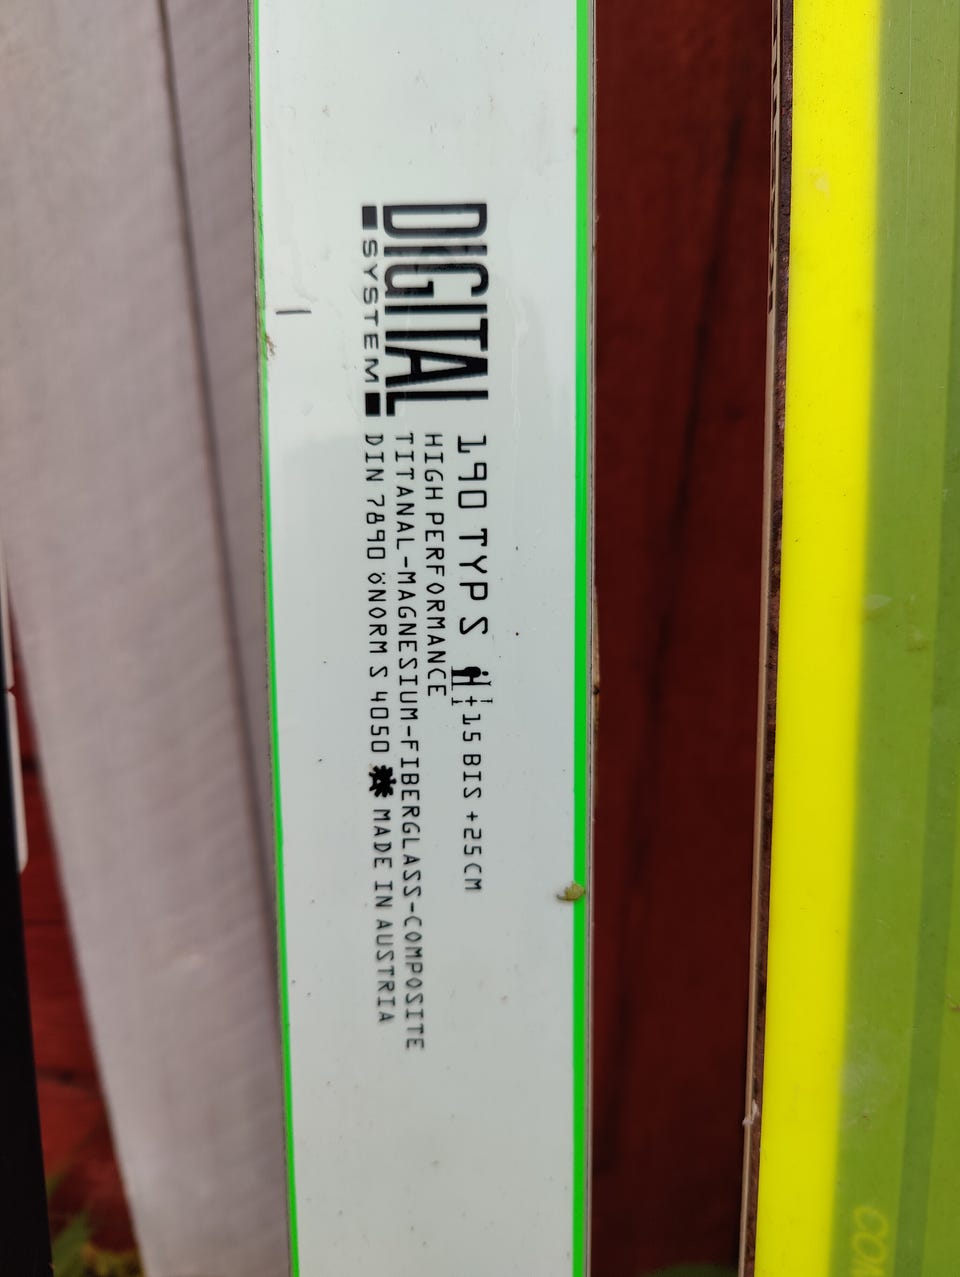 DIGITAL
SYSTEM
190 TYP S +15 BIS +25CM
HIGH PERFORMANCE
TITANAL-MAGNESIUM-FIBERGLASS-COMPOSITE
DIN 7890 ÖNORM S 4050 MADE IN AUSTRIA